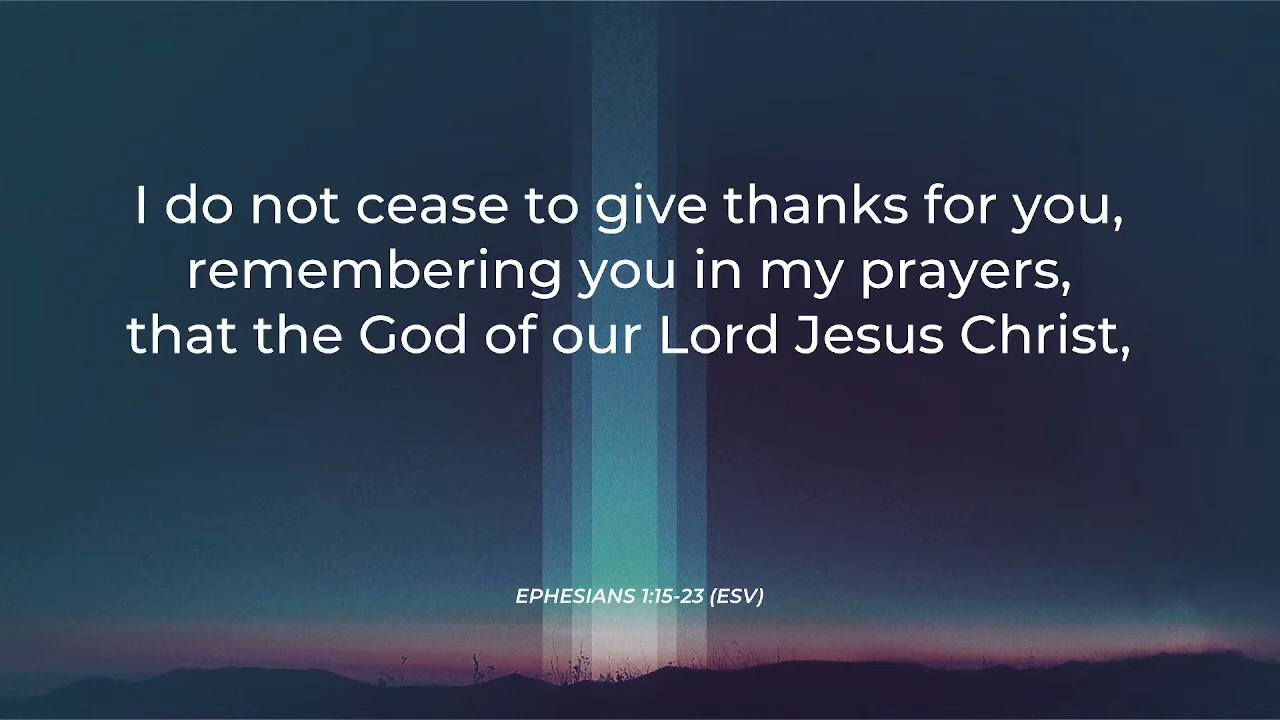 I do not cease to give thanks for you,
remembering you in my prayers,
that the God of our Lord Jesus Christ,
EPHESIANS 1:15-23 (ESV)